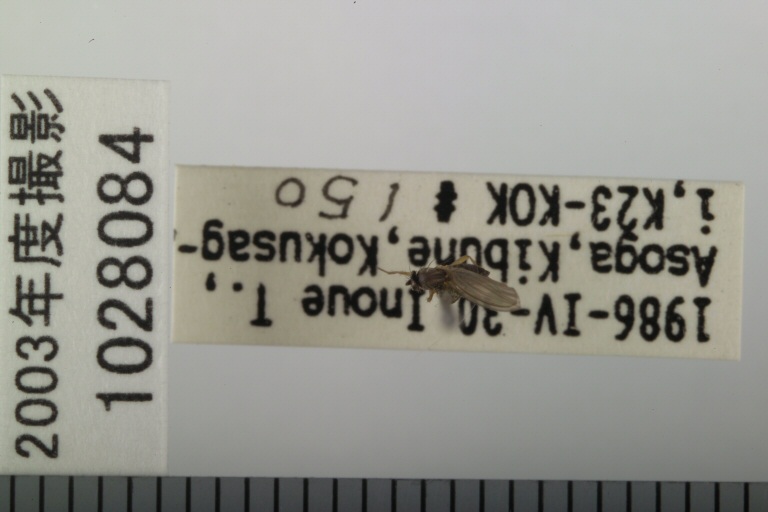 2003年度撮影
1028084
1986-IV-30 Inoue T.,
Asoga, Kibune, Kokusag-
i, K23-KOK # 150